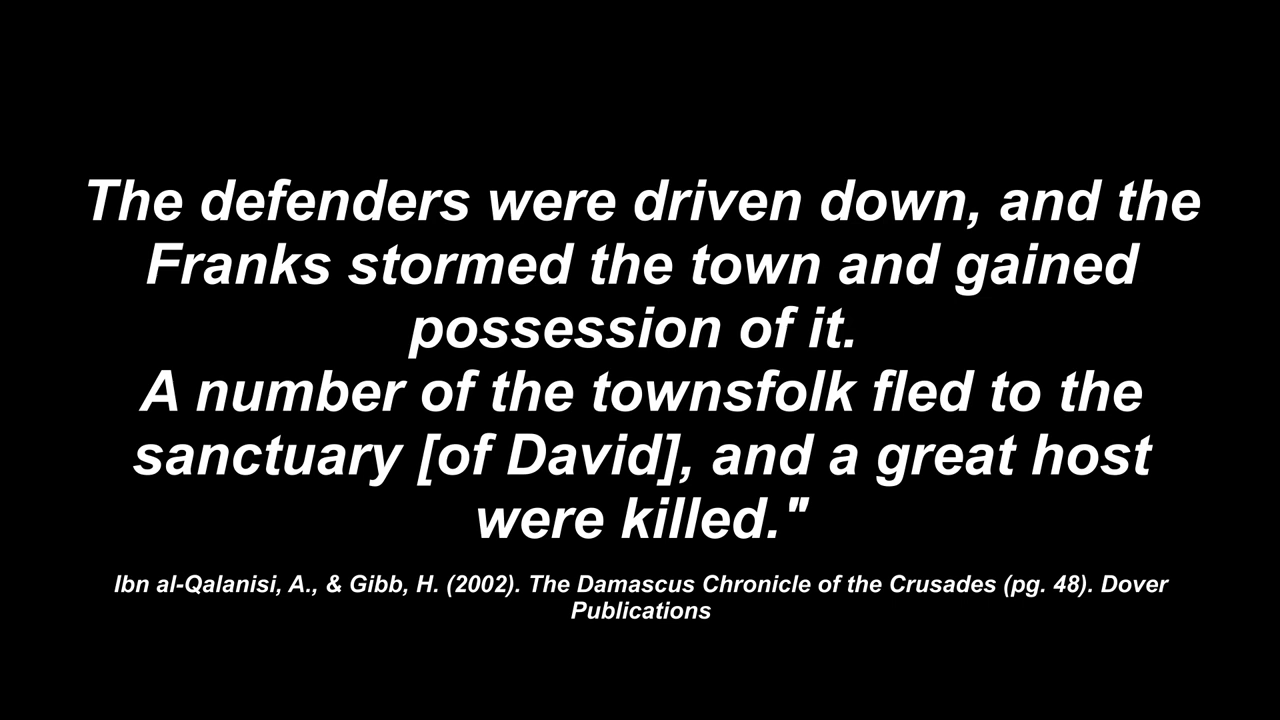 The defenders were driven down, and the
Franks stormed the town and gained
possession of it.
A number of the townsfolk fled to the
sanctuary [of David], and a great host
were killed."
Ibn al-Qalanisi, A., & Gibb, H. (2002). The Damascus Chronicle of the Crusades (pg. 48). Dover
Publications